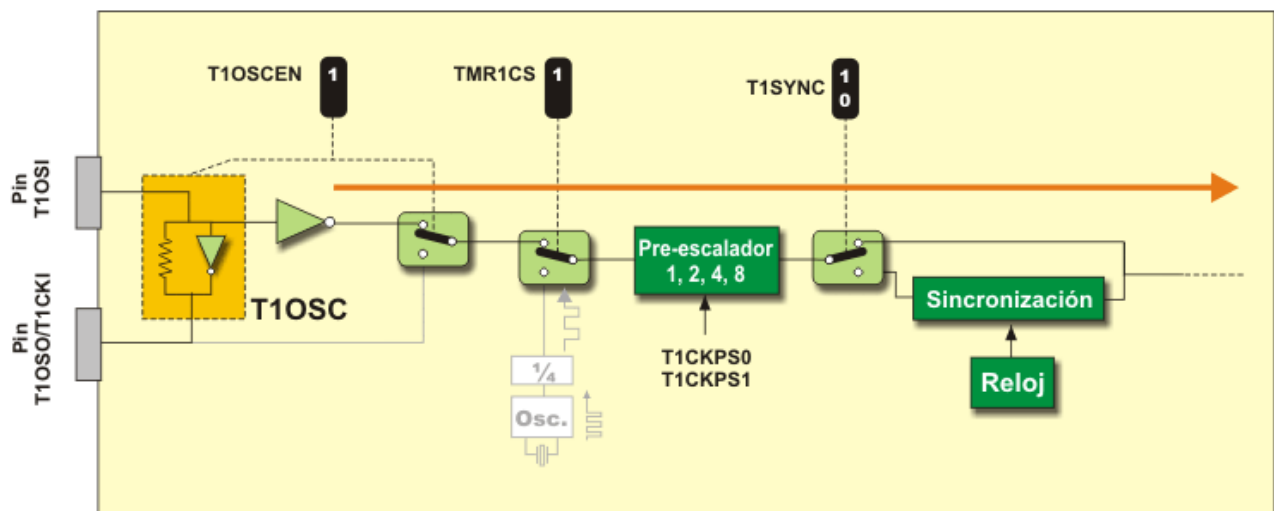 T1OSCEN
1
TMR1CS
1
T1SYNC
1
0
Pin
T1OSI
Pin
T1OSO/T1CKI
T1OSC
Pre-escalador
1, 2, 4, 8
Sincronización
T1CKPS0
T1CKPS1
Reloj
¼
Osc.